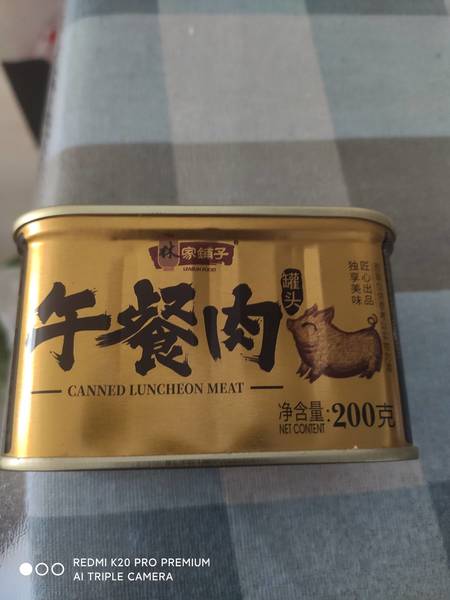 林家铺子
LINJIAPUZI FOOD
午餐肉
罐头
匠心出品
独享美味
CANNED LUNCHEON MEAT
净含量:200克
NET CONTENT
REDMI K20 PRO PREMIUM
AI TRIPLE CAMERA